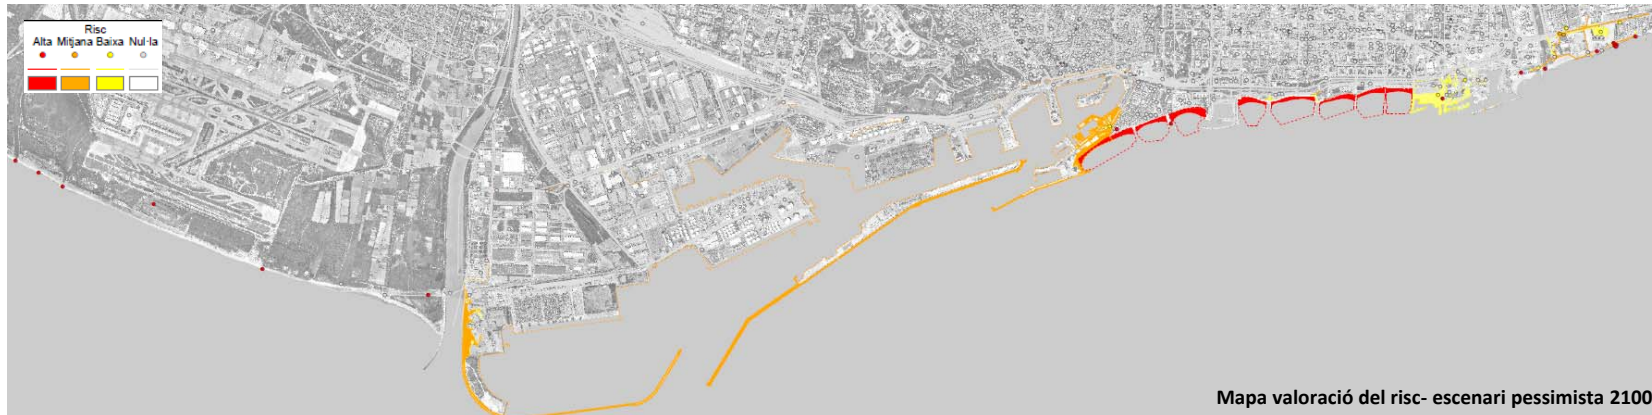 Risc
Alta Mitjana Baixa Nul·la
Mapa valoració del risc- escenari pessimista 2100